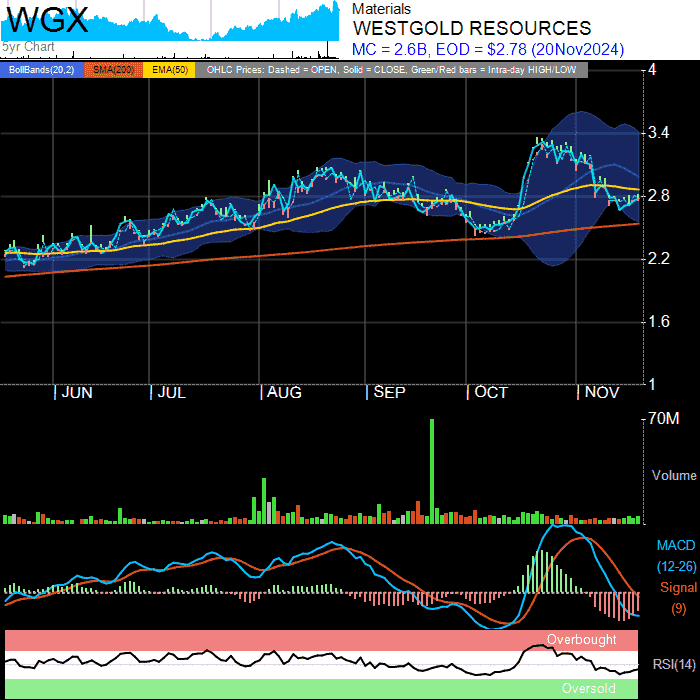 WGX
5yr Chart
Materials
WESTGOLD RESOURCES
MC = 2.6B, EOD = $2.78 (20Nov2024)
BollBands(20,2) SMA(200) EMA(50) OHLC Prices: Dashed = OPEN, Solid = CLOSE, Green/Red bars = Intra-day HIGH/LOW
4
3.4
2.8
2.2
1.6
1
| JUN | JUL | AUG | SEP | OCT | NOV
70M
Volume
MACD
(12-26)
Signal
(9)
Overbought
RSI(14)
Oversold